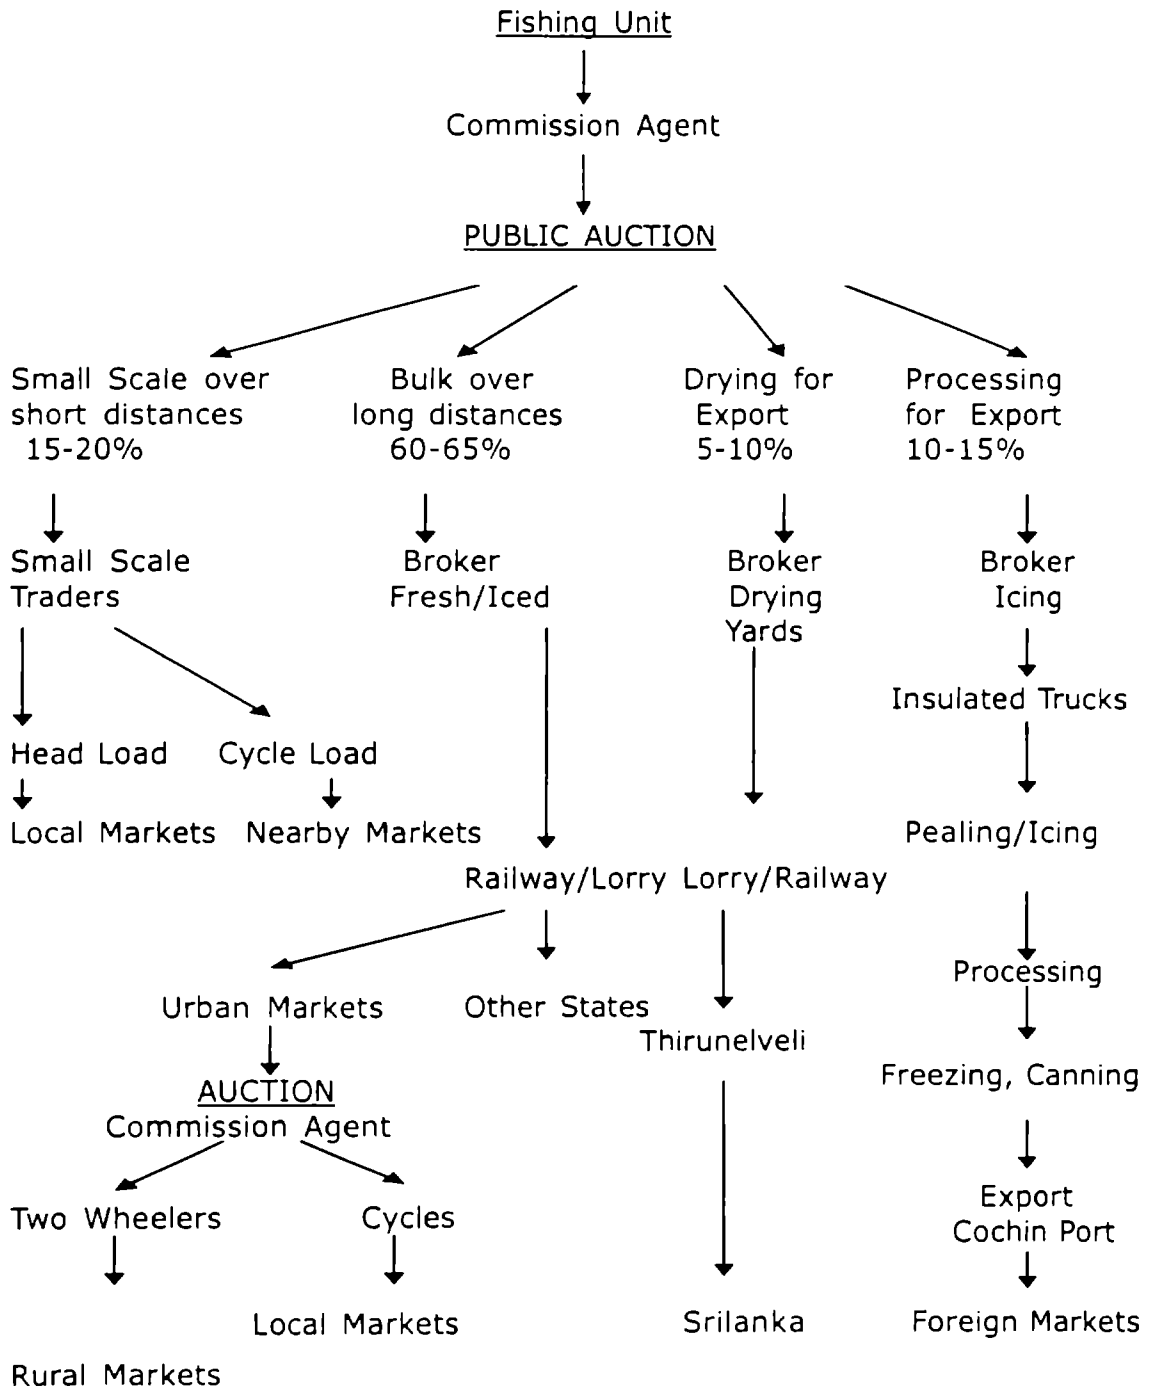 Fishing Unit
Commission Agent
PUBLIC AUCTION
Small Scale over
short distances
15-20%
Bulk over
long distances
60-65%
Drying for
Export
5-10%
Processing
for Export
10-15%
Small Scale
Traders
Broker
Fresh/Iced
Broker
Drying
Yards
Broker
Icing
Insulated Trucks
Head Load
Cycle Load
Local Markets
Nearby Markets
Pealing/Icing
Railway/Lorry Lorry/Railway
Processing
Urban Markets
Other States
Thirunelveli
Freezing, Canning
AUCTION
Commission Agent
Two Wheelers
Cycles
Export
Cochin Port
Local Markets
Srilanka
Foreign Markets
Rural Markets